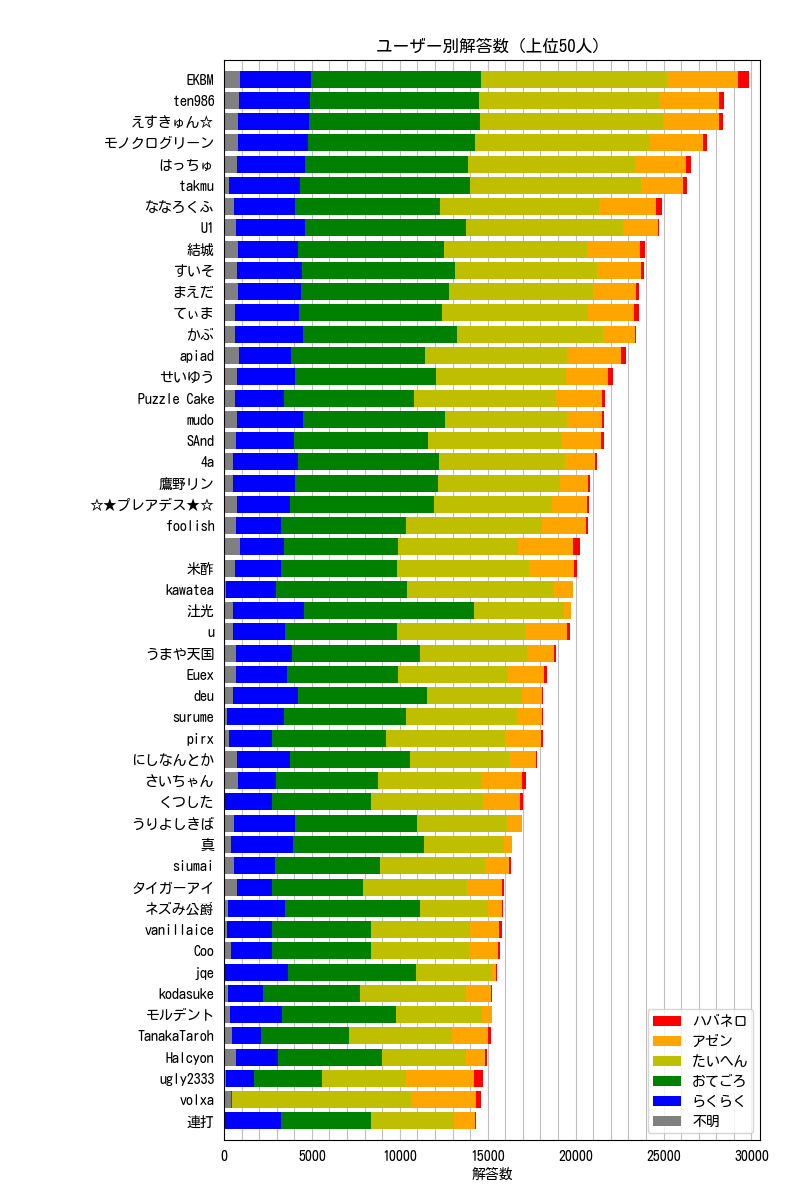 ユーザー別解答数（上位50人）
EKBM
ten986
えすきゅん☆
モノクログリーン
はっちゅ
takmu
ななろくふ
U1
結城
すいそ
まえだ
てぃま
かぶ
apiad
せいゆう
Puzzle Cake
mudo
SAnd
4a
鷹野リン
☆★プレアデス★☆
foolish
米酢
kawatea
汢光
u
うまや天国
Euex
deu
surume
pirx
にしなんとか
さいちゃん
くつした
うりよしきば
真
siumai
タイガーアイ
ネズみ公爵
vanillaice
Coo
jqe
kodasuke
モルデント
TanakaTaroh
Halcyon
ugly2333
volxa
連打
ハバネロ
アゼン
たいへん
おてごろ
らくらく
不明
0 5000 10000 15000 20000 25000 30000
解答数